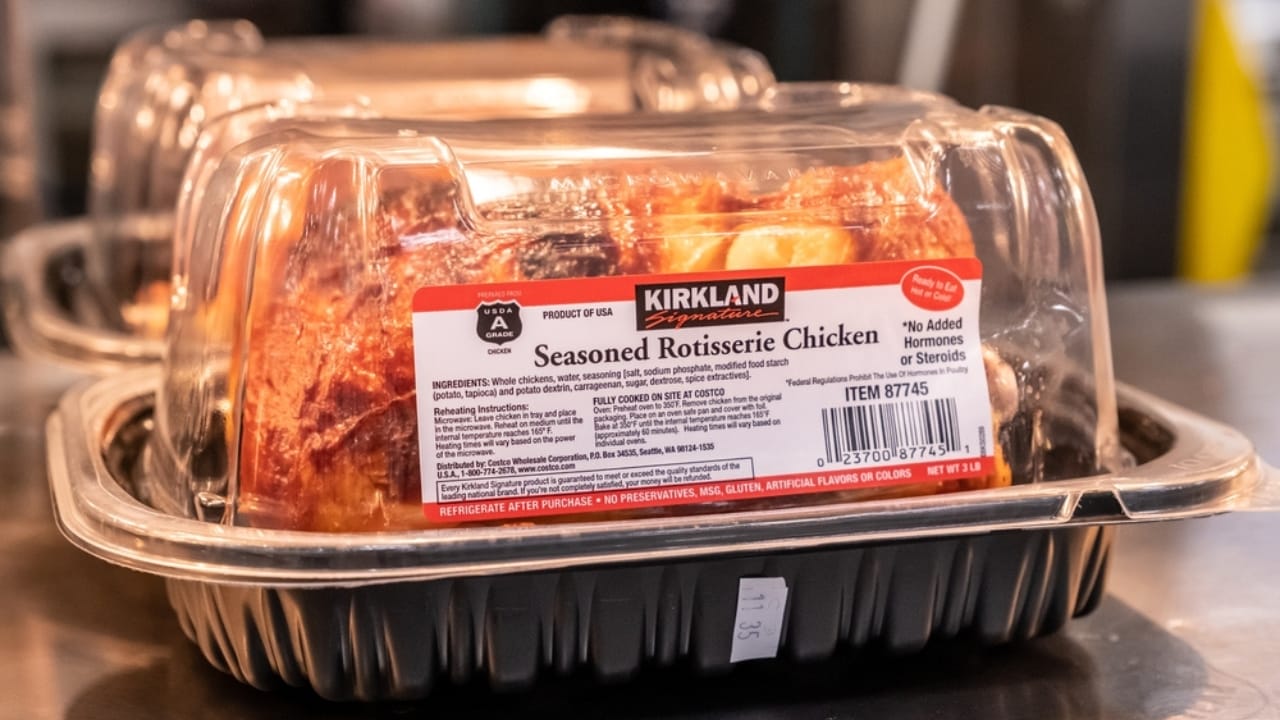 MICROWAVA
PREPARED FROM
USDA
A
GRADE
CHICKEN
PRODUCT OF USA
KIRKLAND
Signature
Ready to Eat
Hot or Cold!
Seasoned Rotisserie Chicken
*No Added
Hormones
or Steroids
*Federal Regulations Prohibit The Use Of Hormones In Poultry
INGREDIENTS: Whole chickens, water, seasoning [salt, sodium phosphate, modified food starch
(potato, tapioca) and potato dextrin, carrageenan, sugar, dextrose, spice extractives].
Reheating Instructions:
Microwave: Leave chicken in tray and place
in the microwave. Reheat on medium until the
internal temperature reaches 165° F.
Heating times will vary based on the power
of the microwave.
FULLY COOKED ON SITE AT COSTCO
Oven: Preheat oven to 350°F. Remove chicken from the original
packaging. Place on an oven safe pan and cover with foil.
Bake at 350°F until the internal temperature reaches 165°F
(approximately 60 minutes). Heating times will vary based on
individual ovens.
ITEM 87745
0 23700 87745 1
Distributed by: Costco Wholesale Corporation, P.O. Box 34535, Seattle, WA 98124-1535
U.S.A., 1-800-774-2678, www.costco.com
Every Kirkland Signature product is guaranteed to meet or exceed the quality standards of the
leading national brand. If you're not completely satisfied, your money will be refunded.
REFRIGERATE AFTER PURCHASE • NO PRESERVATIVES, MSG, GLUTEN, ARTIFICIAL FLAVORS OR COLORS NET WT 3 LB
11 35